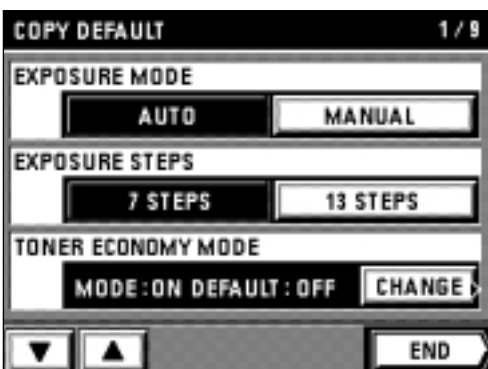 COPY DEFAULT 1/9
EXPOSURE MODE
AUTO MANUAL
EXPOSURE STEPS
7 STEPS 13 STEPS
TONER ECONOMY MODE
MODE:ON DEFAULT:OFF CHANGE
END